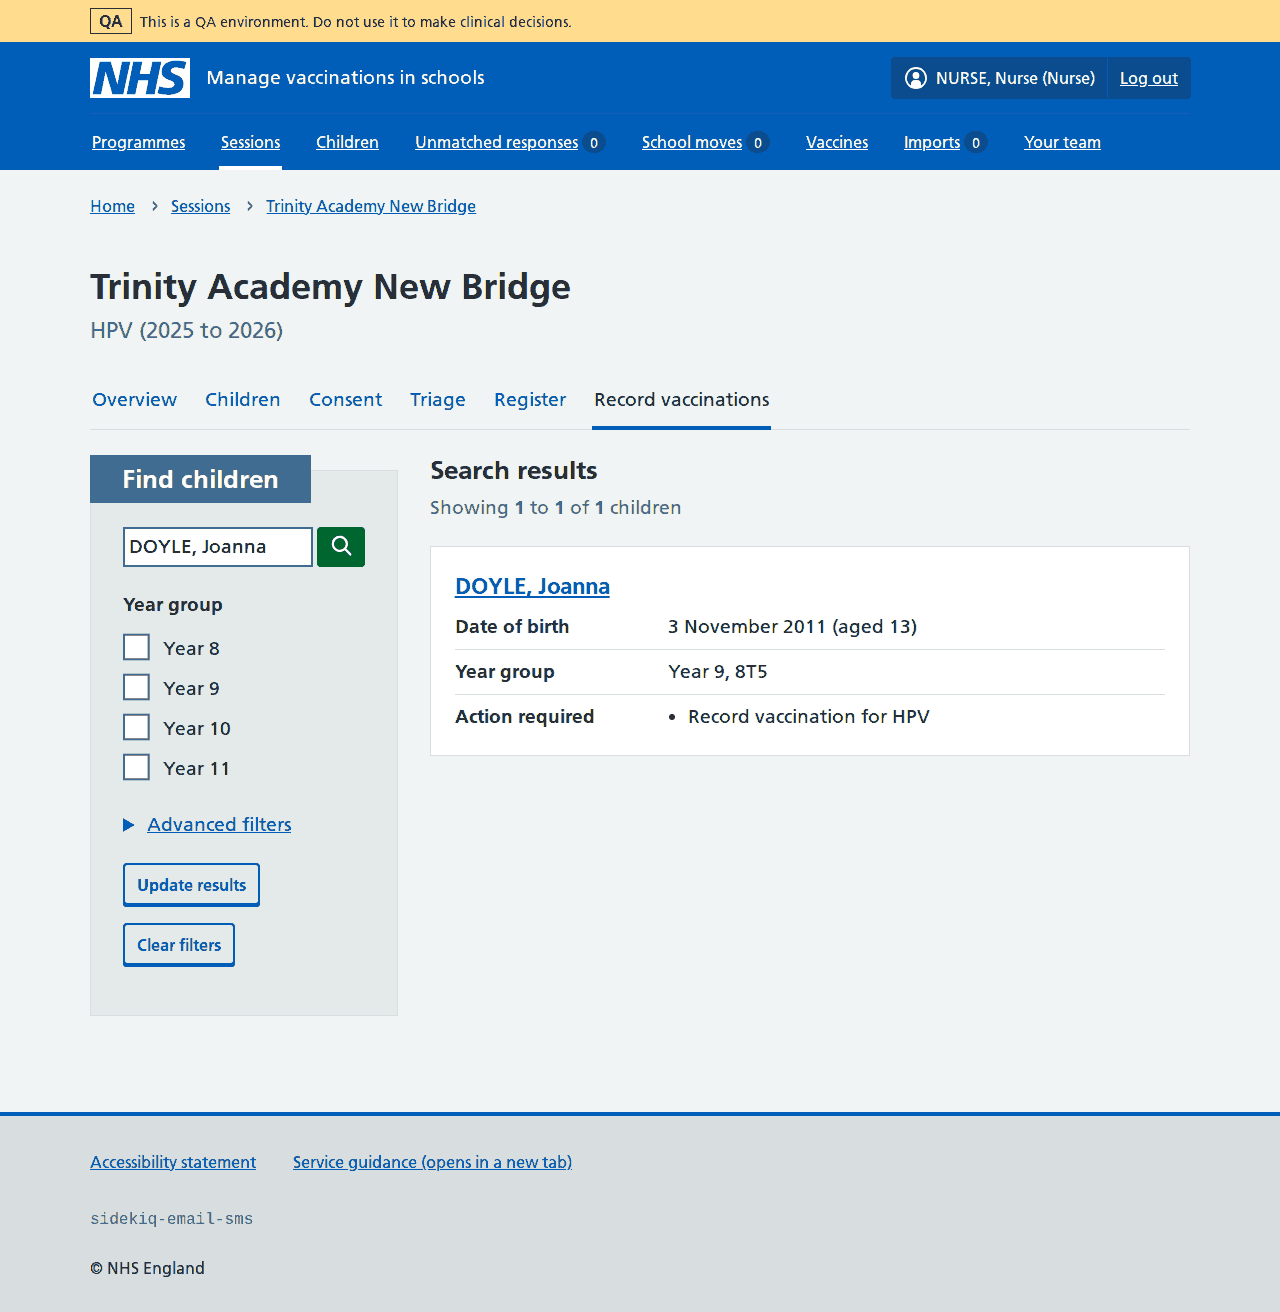 QA This is a QA environment. Do not use it to make clinical decisions.
NHS Manage vaccinations in schools NURSE, Nurse (Nurse) Log out
Programmes Sessions Children Unmatched responses 0 School moves 0 Vaccines Imports 0 Your team
Home Sessions Trinity Academy New Bridge
Trinity Academy New Bridge
HPV (2025 to 2026)
Overview Children Consent Triage Register Record vaccinations
Find children
DOYLE, Joanna
Year group
Year 8
Year 9
Year 10
Year 11
Advanced filters
Update results
Clear filters
Search results
Showing 1 to 1 of 1 children
DOYLE, Joanna
Date of birth 3 November 2011 (aged 13)
Year group Year 9, 8T5
Action required • Record vaccination for HPV
Accessibility statement Service guidance (opens in a new tab)
sidekiq-email-sms
© NHS England